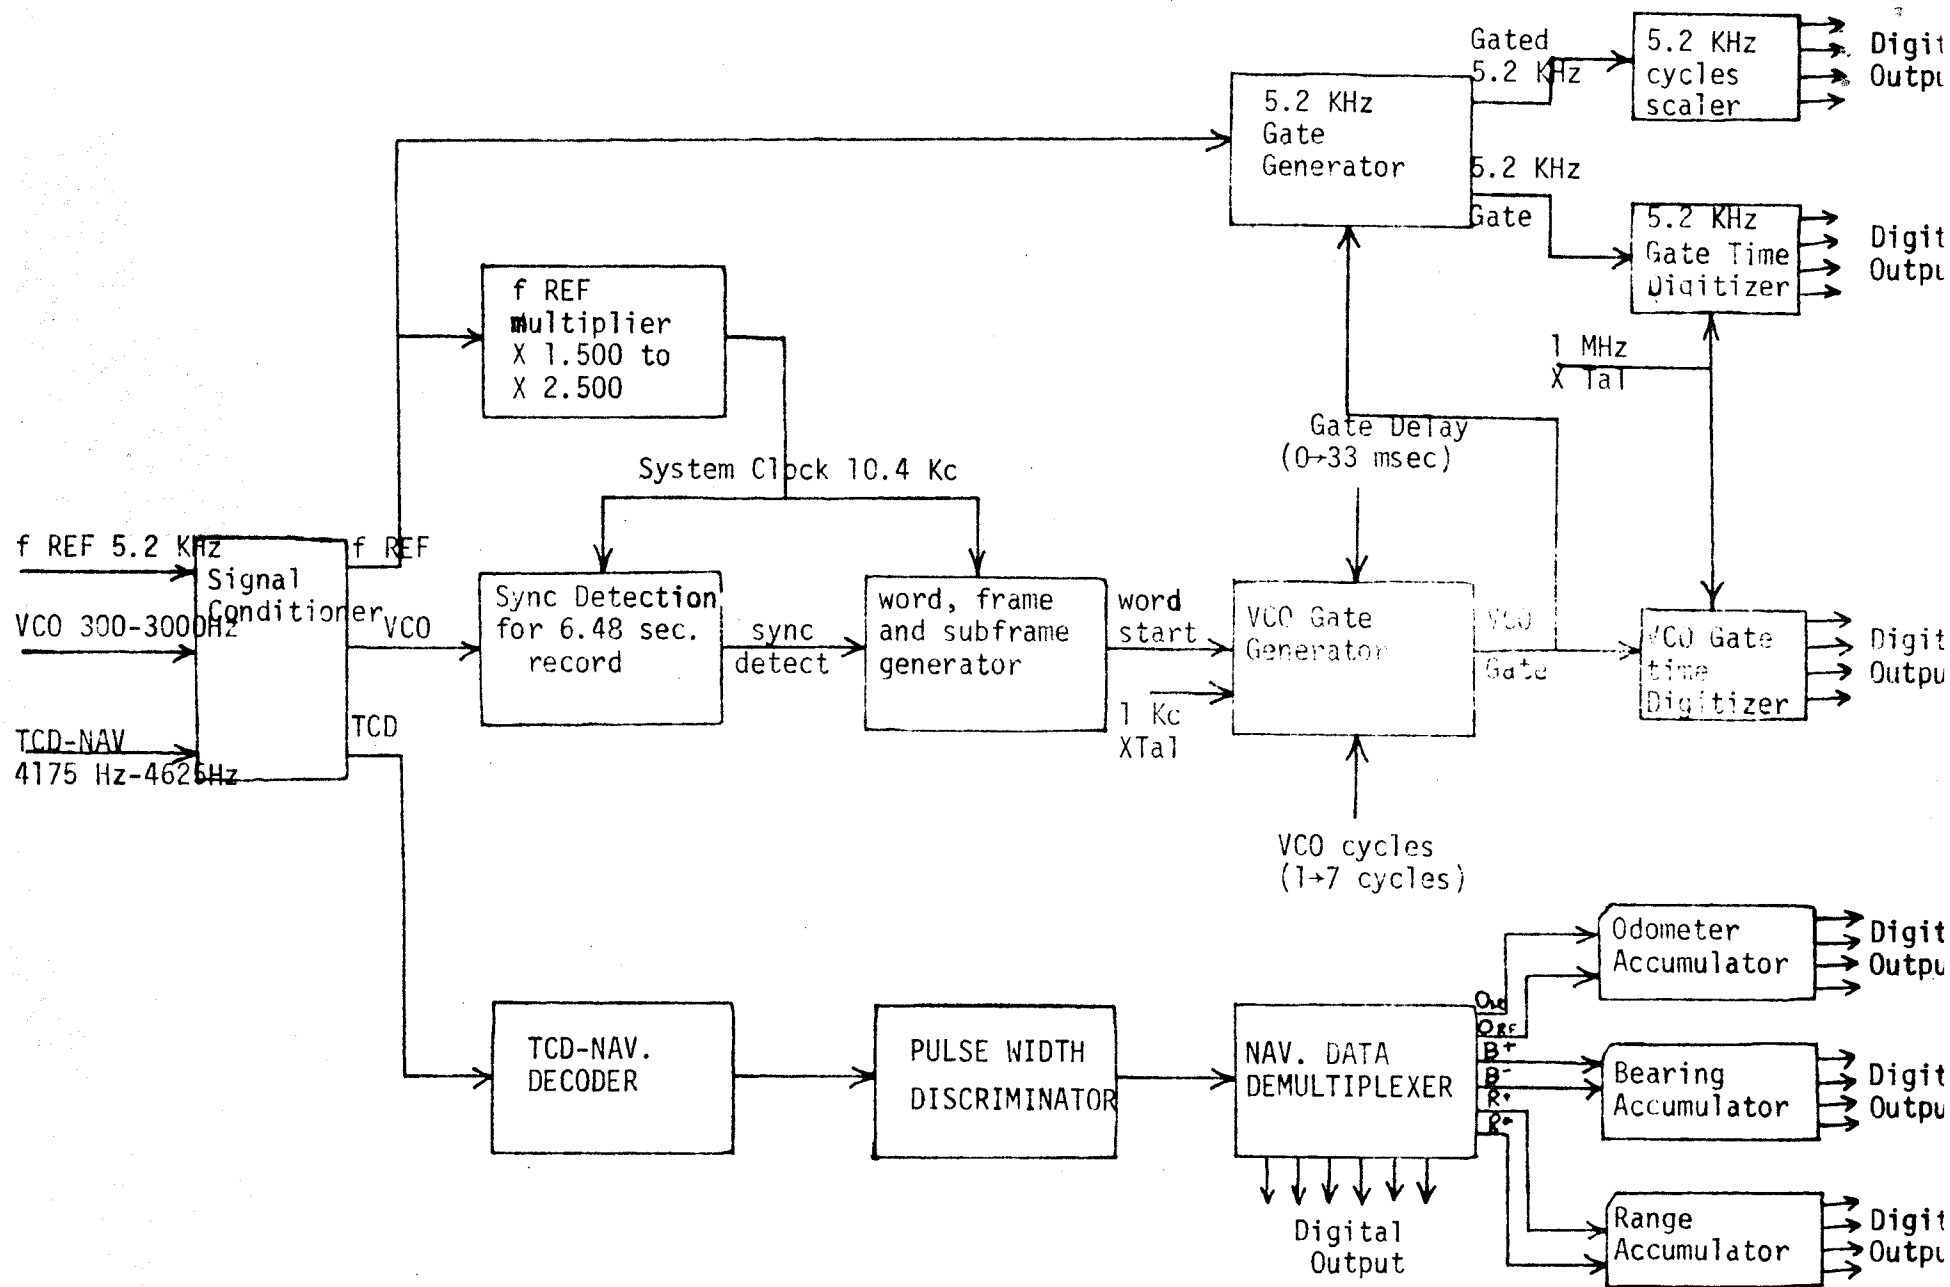 Gated
5.2 KHz
5.2 KHz
cycles
scaler
5.2 KHz
Gate
Generator
5.2 KHz
Gate
5.2 KHz
Gate Time
Digitizer
f REF
multiplier
X 1.500 to
X 2.500
1 MHz
X Tal
Gate Delay
(0→33 msec)
System Clock 10.4 Kc
f REF 5.2 KHz
VCO 300-3000Hz
TCD-NAV
4175 Hz-4625Hz
Signal
Conditioner
f REF
VCO
TCD
Sync Detection
for 6.48 sec.
record
sync
detect
word, frame
and subframe
generator
word
start
1 Kc
XTal
VCO Gate
Generator
VCO
Gate
VCO Gate
time
Digitizer
Digit
Outpu
Digit
Outpu
Digit
Outpu
VCO cycles
(1→7 cycles)
TCD-NAV.
DECODER
PULSE WIDTH
DISCRIMINATOR
NAV. DATA
DEMULTIPLEXER
ORF
B+
B-
R+
Odometer
Accumulator
Digit
Outpu
Bearing
Accumulator
Digit
Outpu
Range
Accumulator
Digit
Outpu
Digital
Output